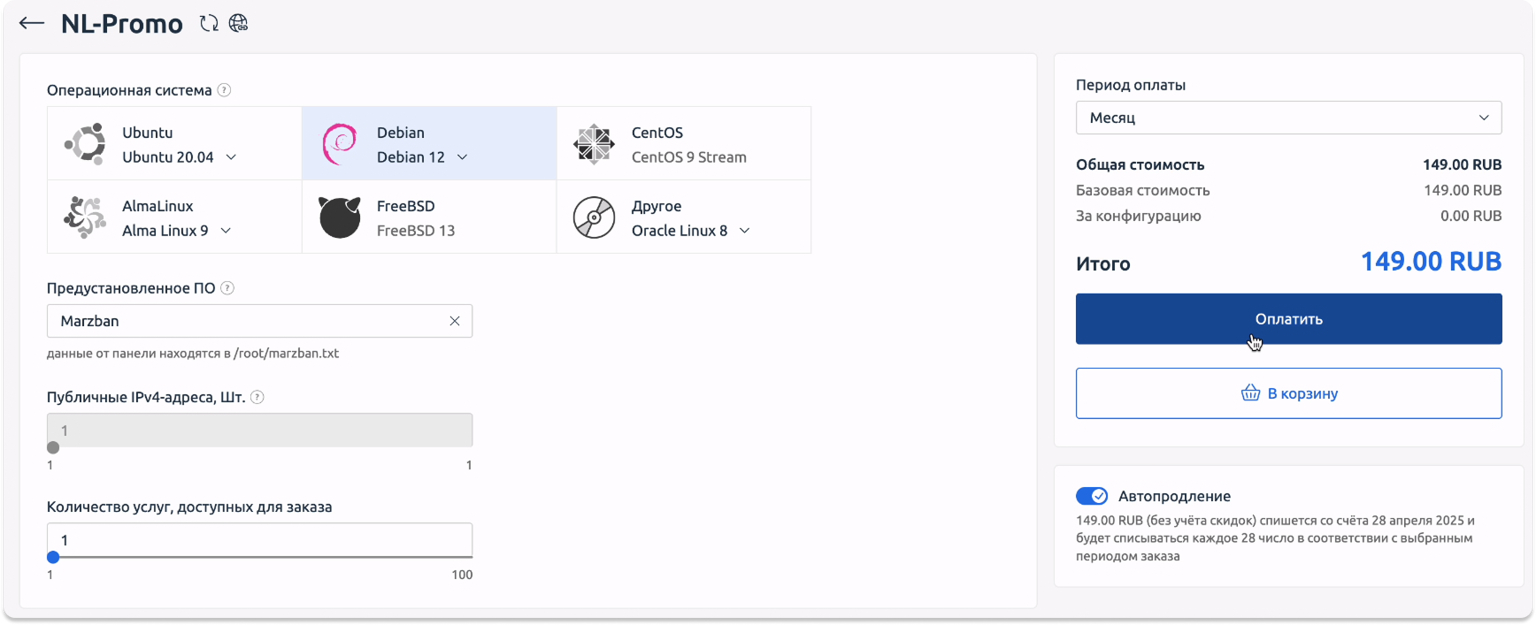 NL-Promo
Операционная система
Ubuntu
Ubuntu 20.04
Debian
Debian 12
CentOS
CentOS 9 Stream
AlmaLinux
Alma Linux 9
FreeBSD
FreeBSD 13
Другое
Oracle Linux 8
Предустановленное ПО
Marzban
данные от панели находятся в /root/marzban.txt
Публичные IPv4-адреса, Шт.
1
1 1
Количество услуг, доступных для заказа
1
1 100
Период оплаты
Месяц
Общая стоимость 149.00 RUB
Базовая стоимость 149.00 RUB
За конфигурацию 0.00 RUB
Итого 149.00 RUB
Оплатить
В корзину
Автопродление
149.00 RUB (без учёта скидок) спишется со счёта 28 апреля 2025 и
будет списываться каждое 28 число в соответствии с выбранным
периодом заказа